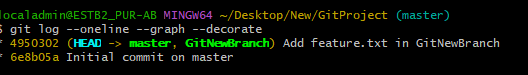 localadmin@ESTB2_PUR-AB MINGW64 ~/Desktop/New/GitProject (master)
$ git log --oneline --graph --decorate
* 4950302 (HEAD -> master, GitNewBranch) Add feature.txt in GitNewBranch
* 6e8b05a Initial commit on master